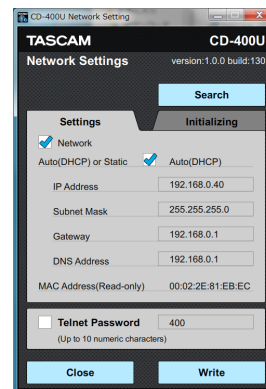 CD-400U Network Setting
TASCAM CD-400U
Network Settings version:1.0.0 build:130
Search
Settings Initializing
Network
Auto(DHCP) or Static Auto(DHCP)
IP Address 192.168.0.40
Subnet Mask 255.255.255.0
Gateway 192.168.0.1
DNS Address 192.168.0.1
MAC Address(Read-only) 00:02:2E:81:EB:EC
Telnet Password 400
(Up to 10 numeric characters)
Close Write